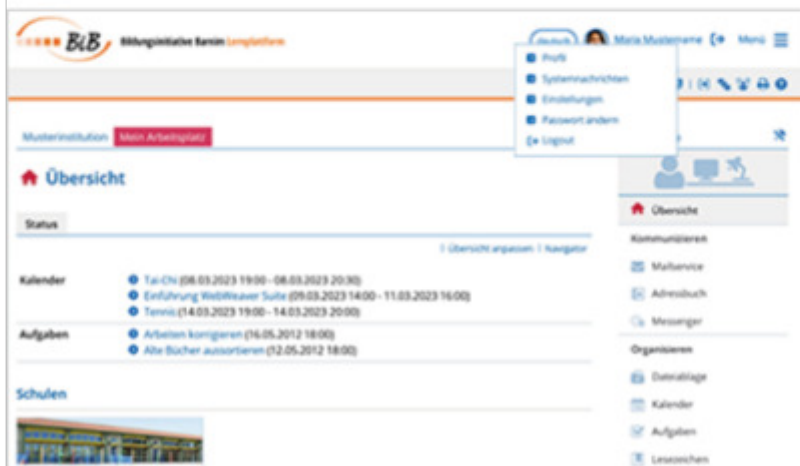 BiB Bildungsinitiative Barnim Lernplattform
deutsch Maria Mustername Menü
Profil
Systemnachrichten
Einstellungen
Passwort ändern
Logout
Musterinstitution Mein Arbeitsplatz
Übersicht
Status
Übersicht anpassen Navigator
Kalender Tai-Chi (08.03.2023 19:00 - 08.03.2023 20:30)
Einführung WebWeaver Suite (09.03.2023 14:00 - 11.03.2023 16:00)
Tennis (14.03.2023 19:00 - 14.03.2023 20:00)
Aufgaben Arbeiten korrigieren (16.05.2012 18:00)
Alte Bücher aussortieren (12.05.2012 18:00)
Schulen
Übersicht
Kommunizieren
Mailservice
Adressbuch
Messenger
Organisieren
Dateiablage
Kalender
Aufgaben
Lesezeichen